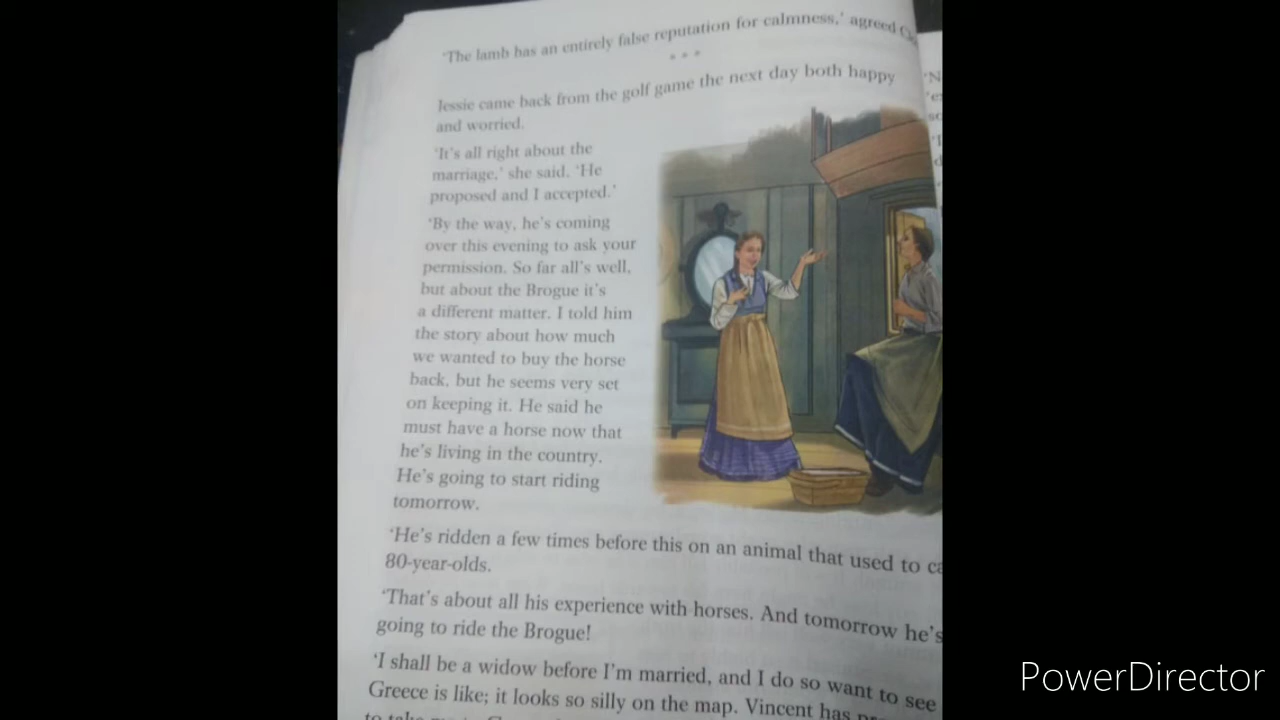 'The lamb has an entirely false reputation for calmness,' agreed
* * *
Jessie came back from the golf game the next day both happy
and worried.
'It's all right about the
marriage,' she said. 'He
proposed and I accepted.'
'By the way, he's coming
over this evening to ask your
permission. So far all's well,
but about the Brogue it's
a different matter. I told him
the story about how much
we wanted to buy the horse
back, but he seems very set
on keeping it. He said he
must have a horse now that
he's living in the country.
He's going to start riding
tomorrow.
'He's ridden a few times before this on an animal that used to
80-year-olds.
'That's about all his experience with horses. And tomorrow he's
going to ride the Brogue!
'I shall be a widow before I'm married, and I do so want to see
Greece is like; it looks so silly on the map. Vincent has
PowerDirector